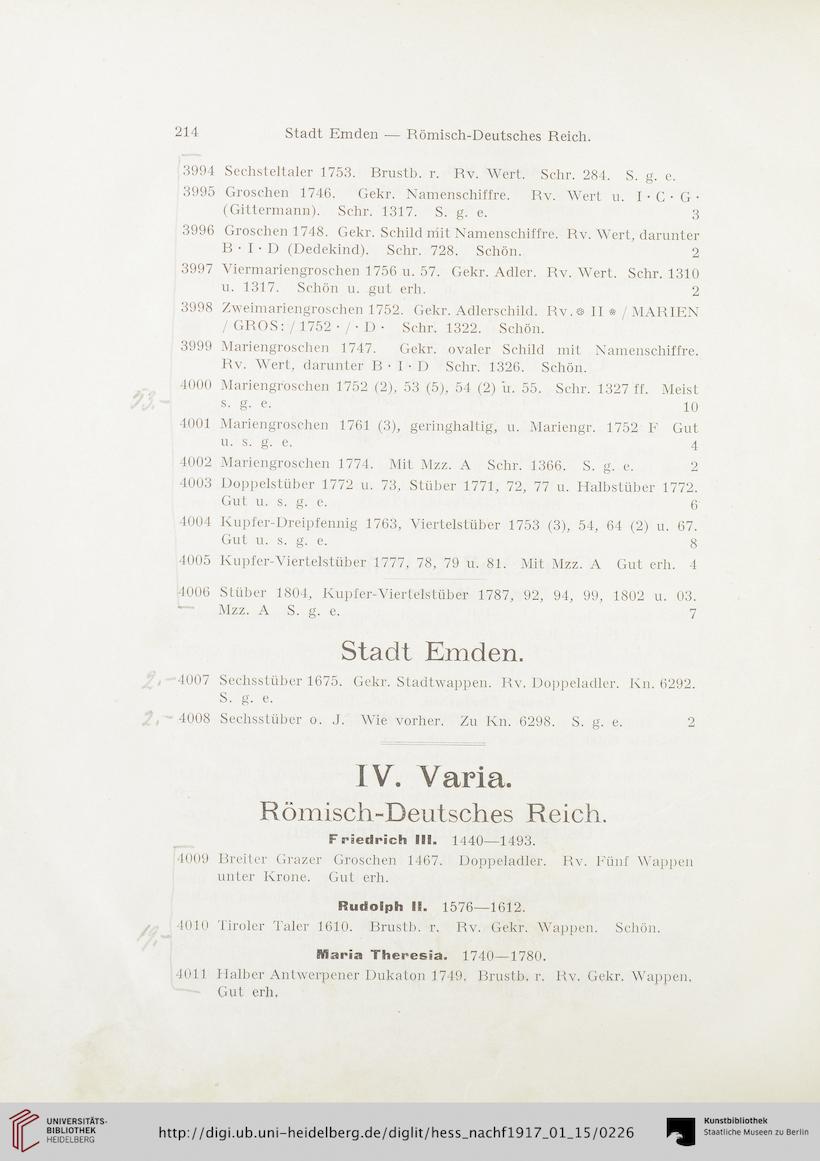 214 Stadt Emden — Römisch-Deutsches Reich.
3994 Sechsteltaler 1753. Brustb. r. Rv. Wert. Schr. 284. S. g. e.
3995 Groschen 1746. Gekr. Namenschiffre. Rv. Wert u. I · C · G ·
(Gittermann). Schr. 1317. S. g. e. 3
3996 Groschen 1748. Gekr. Schild mit Namenschiffre. Rv. Wert, darunter
B · I · D (Dedekind). Schr. 728. Schön. 2
3997 Viermariengroschen 1756 u. 57. Gekr. Adler. Rv. Wert. Schr. 1310
u. 1317. Schön u. gut erh. 2
3998 Zweimariengroschen 1752. Gekr. Adlerschild. Rv. ⊛ II ⊛ / MARIEN
/ GROS: / 1752 · / · D · Schr. 1322. Schön.
3999 Mariengroschen 1747. Gekr. ovaler Schild mit Namenschiffre.
Rv. Wert, darunter B · I · D Schr. 1326. Schön.
4000 Mariengroschen 1752 (2), 53 (5), 54 (2) u. 55. Schr. 1327 ff. Meist
s. g. e. 10
4001 Mariengroschen 1761 (3), geringhaltig, u. Mariengr. 1752 F Gut
u. s. g. e. 4
4002 Mariengroschen 1774. Mit Mzz. A Schr. 1366. S. g. e. 2
4003 Doppelstüber 1772 u. 73, Stüber 1771, 72, 77 u. Halbstüber 1772.
Gut u. s. g. e. 6
4004 Kupfer-Dreipfennig 1763, Viertelstüber 1753 (3), 54, 64 (2) u. 67.
Gut u. s. g. e. 8
4005 Kupfer-Viertelstüber 1777, 78, 79 u. 81. Mit Mzz. A Gut erh. 4
4006 Stüber 1804, Kupfer-Viertelstüber 1787, 92, 94, 99, 1802 u. 03.
Mzz. A S. g. e. 7
Stadt Emden.
2,- 4007 Sechsstüber 1675. Gekr. Stadtwappen. Rv. Doppeladler. Kn. 6292.
S. g. e.
2,- 4008 Sechsstüber o. J. Wie vorher. Zu Kn. 6298. S. g. e. 2
IV. Varia.
Römisch-Deutsches Reich.
Friedrich III. 1440—1493.
4009 Breiter Grazer Groschen 1467. Doppeladler. Rv. Fünf Wappen
unter Krone. Gut erh.
Rudolph II. 1576—1612.
4010 Tiroler Taler 1610. Brustb. r. Rv. Gekr. Wappen. Schön.
Maria Theresia. 1740—1780.
4011 Halber Antwerpener Dukaton 1749. Brustb. r. Rv. Gekr. Wappen.
Gut erh.
UNIVERSITÄTS-
BIBLIOTHEK
HEIDELBERG
http://digi.ub.uni-heidelberg.de/diglit/hess_nachf1917_01_15/0226
Kunstbibliothek
Staatliche Museen zu Berlin